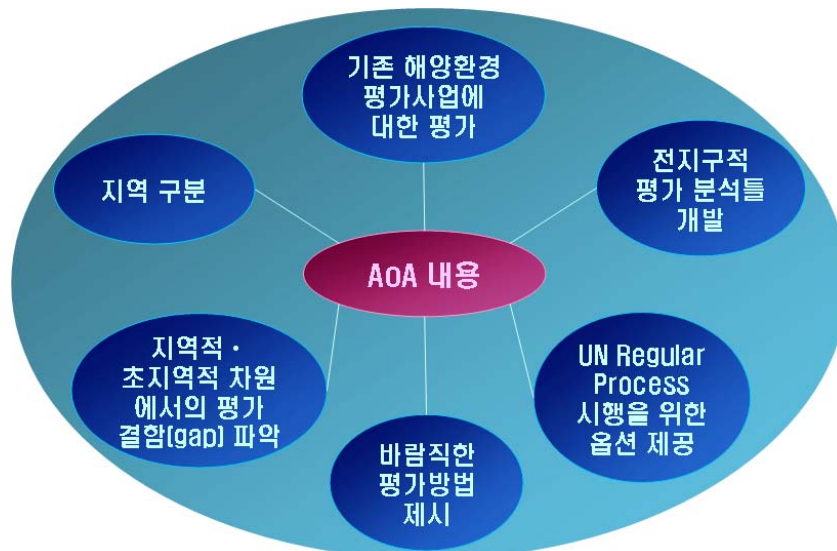 기존 해양환경
평가사업에
대한 평가
지역 구분
전지구적
평가 분석틀
개발
AoA 내용
지역적·
초지역적 차원
에서의 평가
결함(gap) 파악
UN Regular
Process
시행을 위한
옵션 제공
바람직한
평가방법
제시